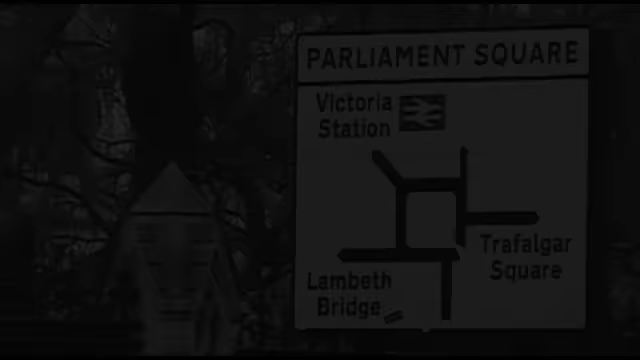 PARLIAMENT SQUARE
Victoria
Station
Trafalgar
Square
Lambeth
Bridge